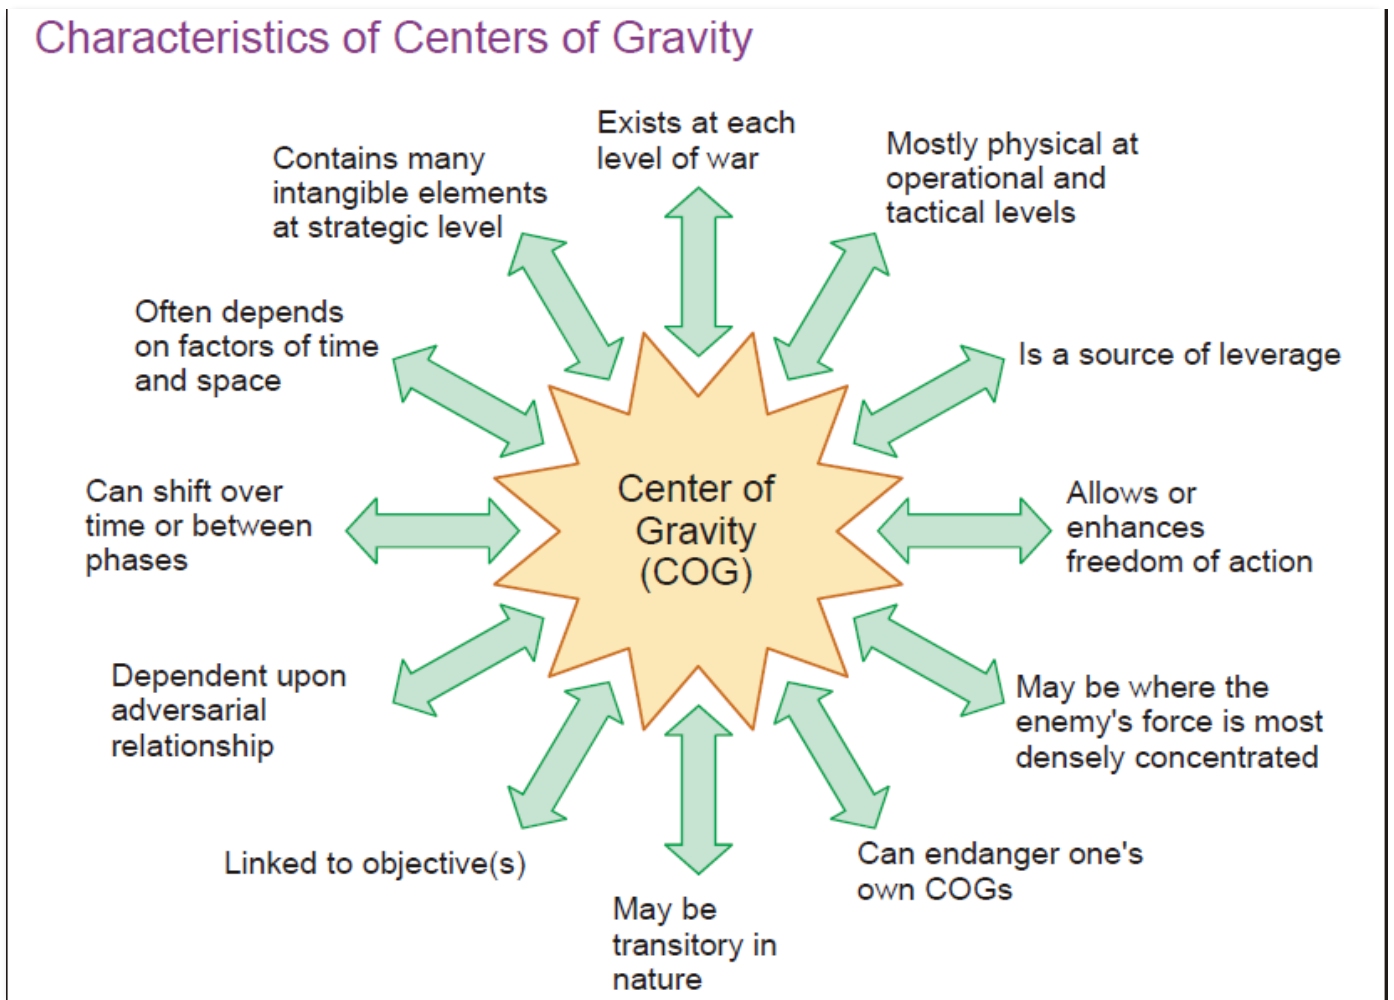 Characteristics of Centers of Gravity
Exists at each
level of war
Mostly physical at
operational and
tactical levels
Is a source of leverage
Allows or
enhances
freedom of action
May be where the
enemy's force is most
densely concentrated
Can endanger one's
own COGs
May be
transitory in
nature
Linked to objective(s)
Dependent upon
adversarial
relationship
Can shift over
time or between
phases
Often depends
on factors of time
and space
Contains many
intangible elements
at strategic level
Center of
Gravity
(COG)